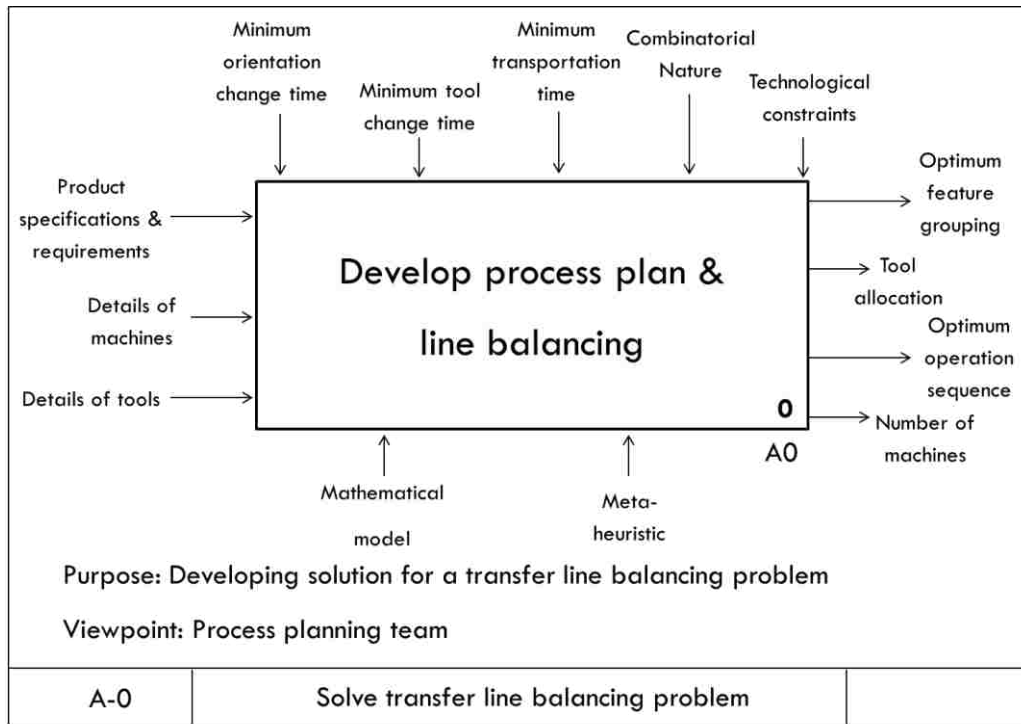 Minimum
orientation
change time
Minimum tool
change time
Minimum
transportation
time
Combinatorial
Nature
Technological
constraints
Product
specifications &
requirements
Details of
machines
Details of tools
Develop process plan &
line balancing
0
A0
Optimum
feature
grouping
Tool
allocation
Optimum
operation
sequence
Number of
machines
Mathematical
model
Meta-
heuristic
Purpose: Developing solution for a transfer line balancing problem
Viewpoint: Process planning team
A-0
Solve transfer line balancing problem